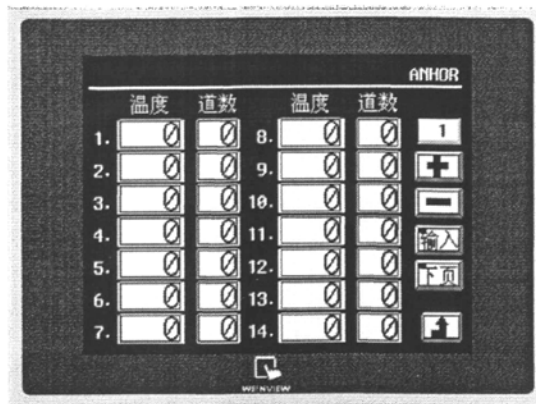 ANHOR
温度 道数 温度 道数
1. 0 0 8. 0 0 1
2. 0 0 9. 0 0 +
3. 0 0 10. 0 0 -
4. 0 0 11. 0 0 输入
5. 0 0 12. 0 0 下页
6. 0 0 13. 0 0
7. 0 0 14. 0 0
WEINVIEW